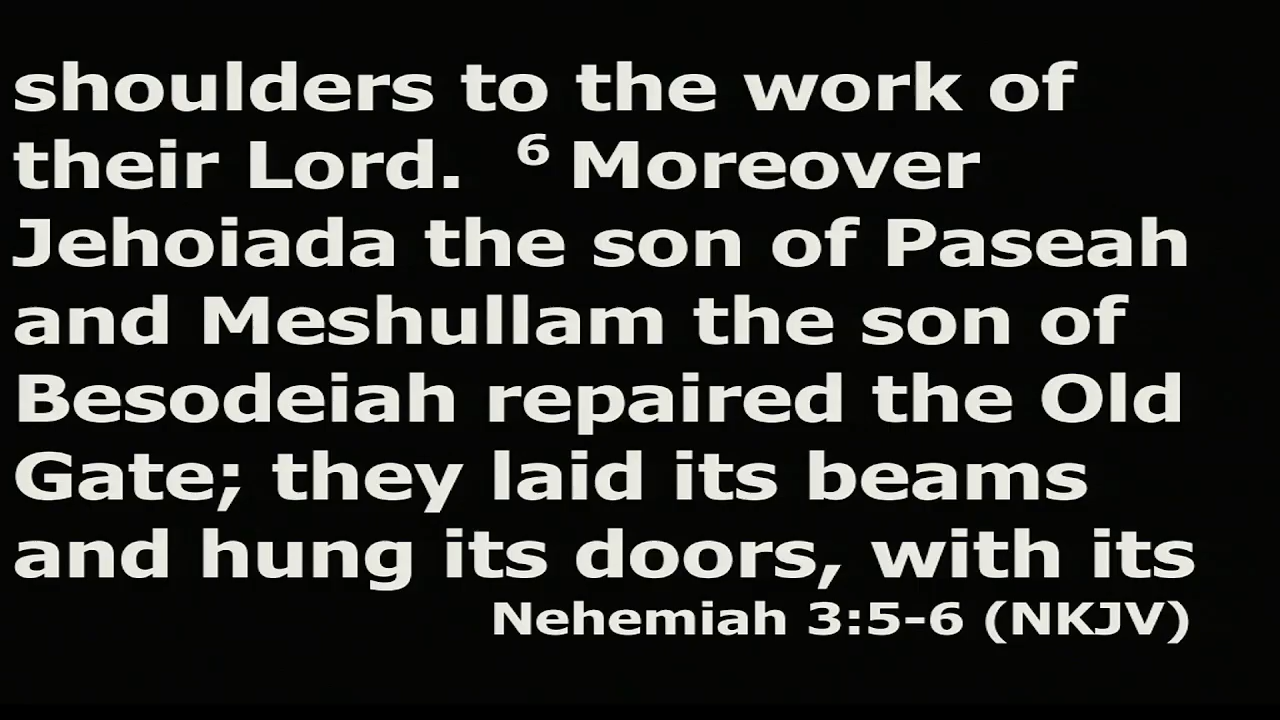 shoulders to the work of
their Lord. ⁶ Moreover
Jehoiada the son of Paseah
and Meshullam the son of
Besodeiah repaired the Old
Gate; they laid its beams
and hung its doors, with its
Nehemiah 3:5-6 (NKJV)